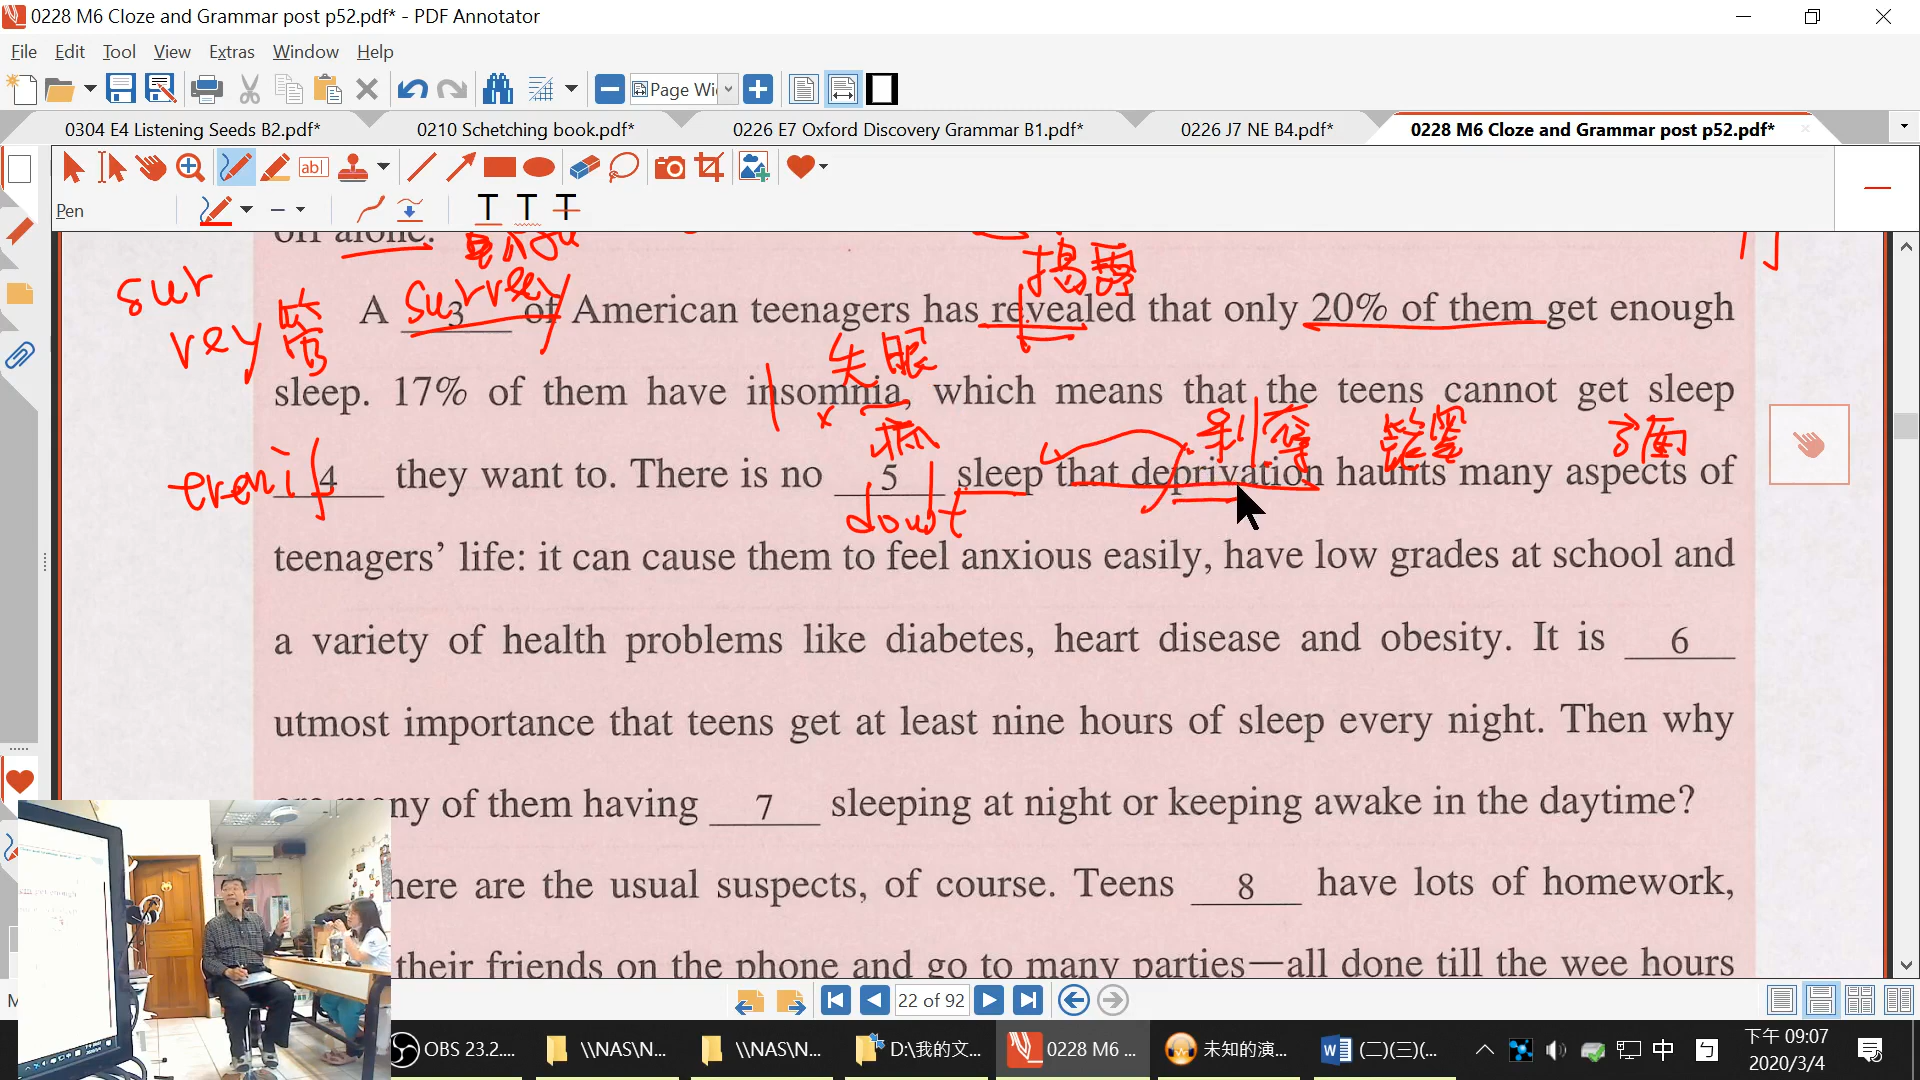 0228 M6 Cloze and Grammar post p52.pdf* - PDF Annotator
File Edit Tool View Extras Window Help
Page Wi
0304 E4 Listening Seeds B2.pdf* 0210 Schetching book.pdf* 0226 E7 Oxford Discovery Grammar B1.pdf* 0226 J7 NE B4.pdf* 0228 M6 Cloze and Grammar post p52.pdf*
Pen
off alone.
揭露
sur
vey
survey
A 3 of American teenagers has revealed that only 20% of them get enough
失眠
sleep. 17% of them have insomnia, which means that the teens cannot get sleep
剝奪
方面
even if
4 they want to. There is no 5 sleep that deprivation haunts many aspects of
doubt
teenagers’ life: it can cause them to feel anxious easily, have low grades at school and
a variety of health problems like diabetes, heart disease and obesity. It is 6
utmost importance that teens get at least nine hours of sleep every night. Then why
many of them having 7 sleeping at night or keeping awake in the daytime?
here are the usual suspects, of course. Teens 8 have lots of homework,
their friends on the phone and go to many parties—all done till the wee hours
22 of 92
OBS 23.2.... \\NAS\N... \\NAS\N... D:\我的文... 0228 M6 ... 未知的演... (二)(三)(... 中 ㄅ
下午 09:07
2020/3/4